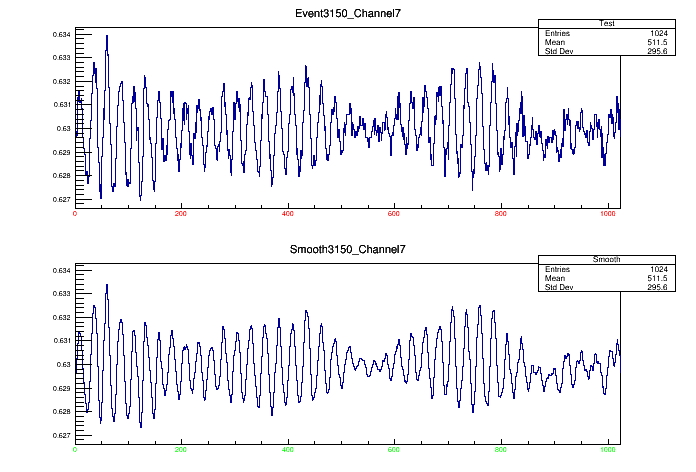 Event3150_Channel7
Test
Entries 1024
Mean 511.5
Std Dev 295.6
0.634
0.633
0.632
0.631
0.63
0.629
0.628
0.627
0 200 400 600 800 1000
Smooth3150_Channel7
Smooth
Entries 1024
Mean 511.5
Std Dev 295.6
0.634
0.633
0.632
0.631
0.63
0.629
0.628
0.627
0 200 400 600 800 1000